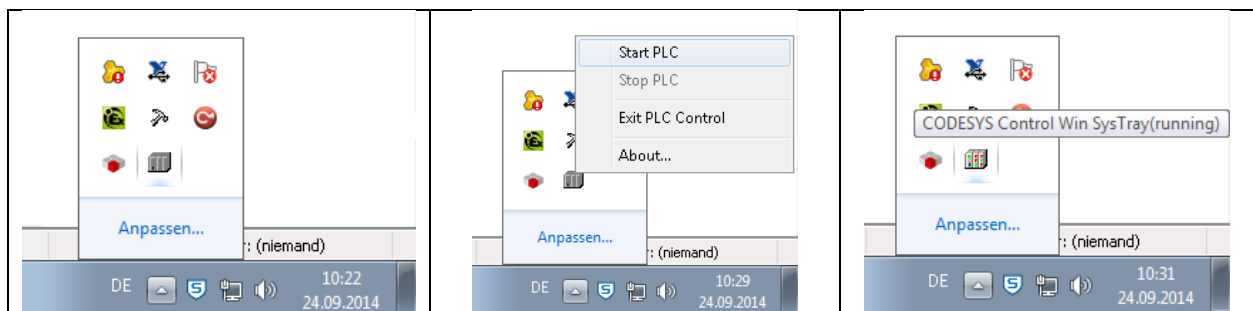 Anpassen...
: (niemand)
DE
10:22
24.09.2014
Start PLC
Stop PLC
Exit PLC Control
About...
Anpassen...
: (niemand)
DE
10:29
24.09.2014
CODESYS Control Win SysTray(running)
Anpassen...
: (niemand)
DE
10:31
24.09.2014